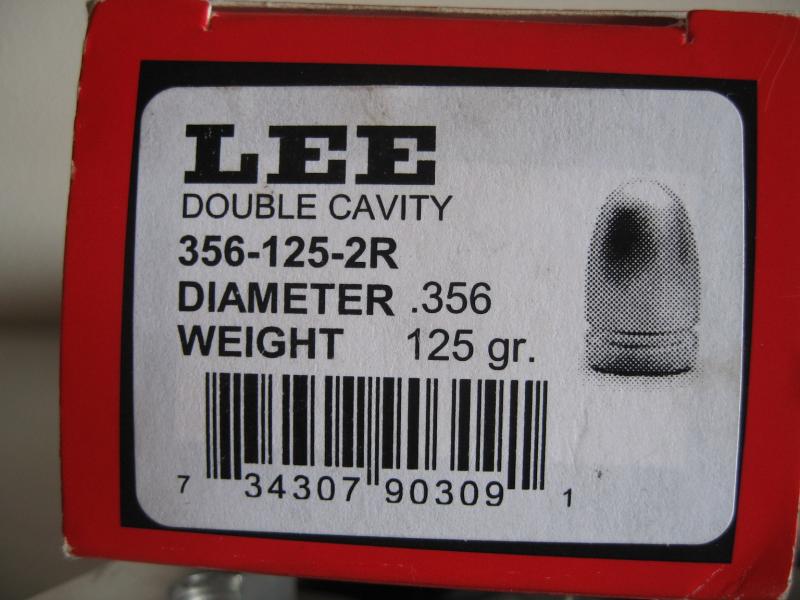 LEE
DOUBLE CAVITY
356-125-2R
DIAMETER .356
WEIGHT 125 gr.
7 34307 90309 1